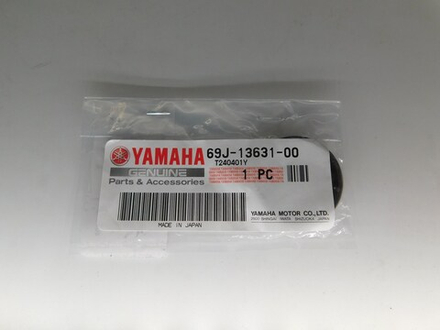 YAMAHA 69J-13631-00
T240401Y
GENUINE
Parts & Accessories
1 PC
YAMAHA MOTOR CO.,LTD.
MADE IN JAPAN